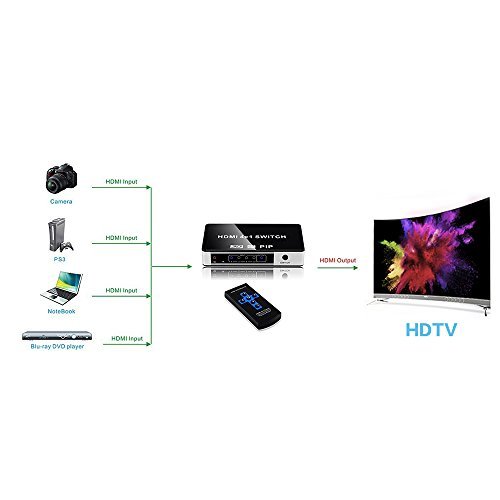 HDMI Input
Camera
HDMI Input
PS3
HDMI Input
NoteBook
HDMI Input
Blu-ray DVD player
HDMI 4x1 SWITCH
PIP
HDMI Output
HDTV